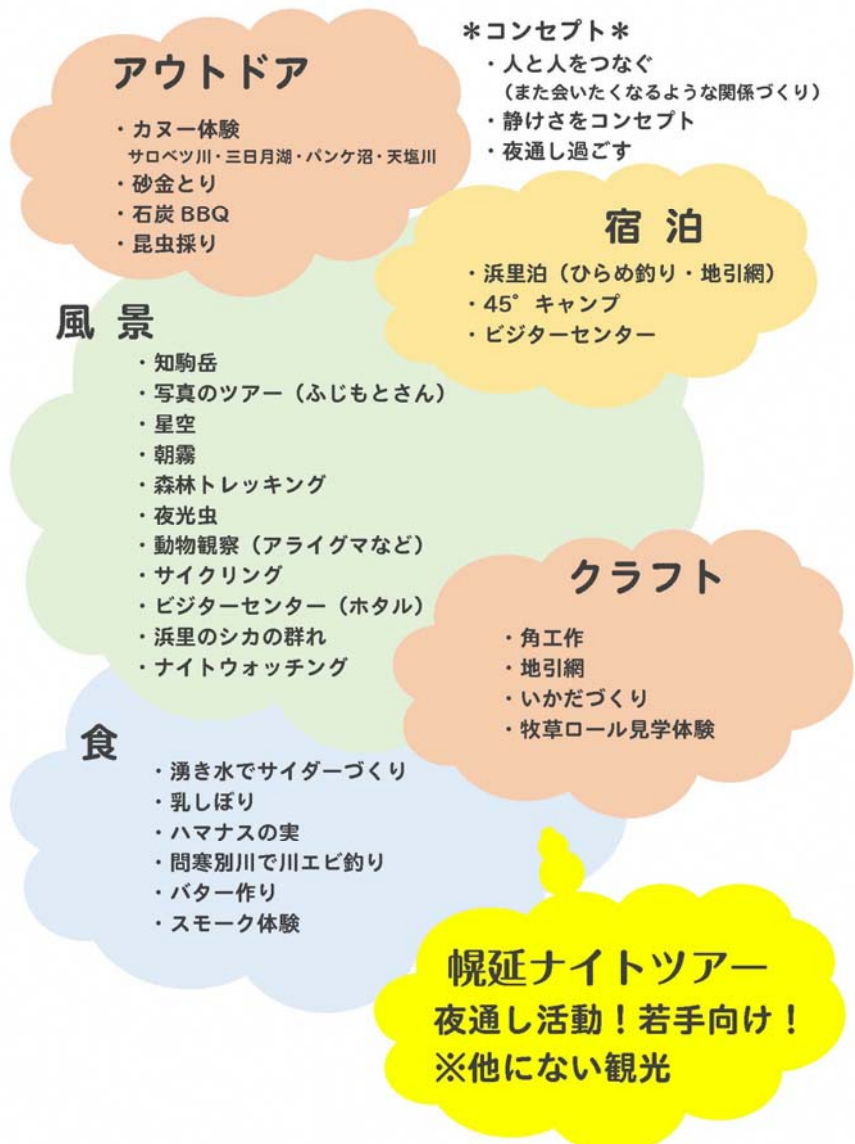 アウトドア
・カヌー体験
サロベツ川・三日月湖・パンケ沼・天塩川
・砂金とり
・石炭 BBQ
・昆虫採り
＊コンセプト＊
・人と人をつなぐ
（また会いたくなるような関係づくり）
・静けさをコンセプト
・夜通し過ごす
宿 泊
・浜里泊（ひらめ釣り・地引網）
・45°キャンプ
・ビジターセンター
風 景
・知駒岳
・写真のツアー（ふじもとさん）
・星空
・朝霧
・森林トレッキング
・夜光虫
・動物観察（アライグマなど）
・サイクリング
・ビジターセンター（ホタル）
・浜里のシカの群れ
・ナイトウォッチング
クラフト
・角工作
・地引網
・いかだづくり
・牧草ロール見学体験
食
・湧き水でサイダーづくり
・乳しぼり
・ハマナスの実
・問寒別川で川エビ釣り
・バター作り
・スモーク体験
幌延ナイトツアー
夜通し活動！若手向け！
※他にない観光